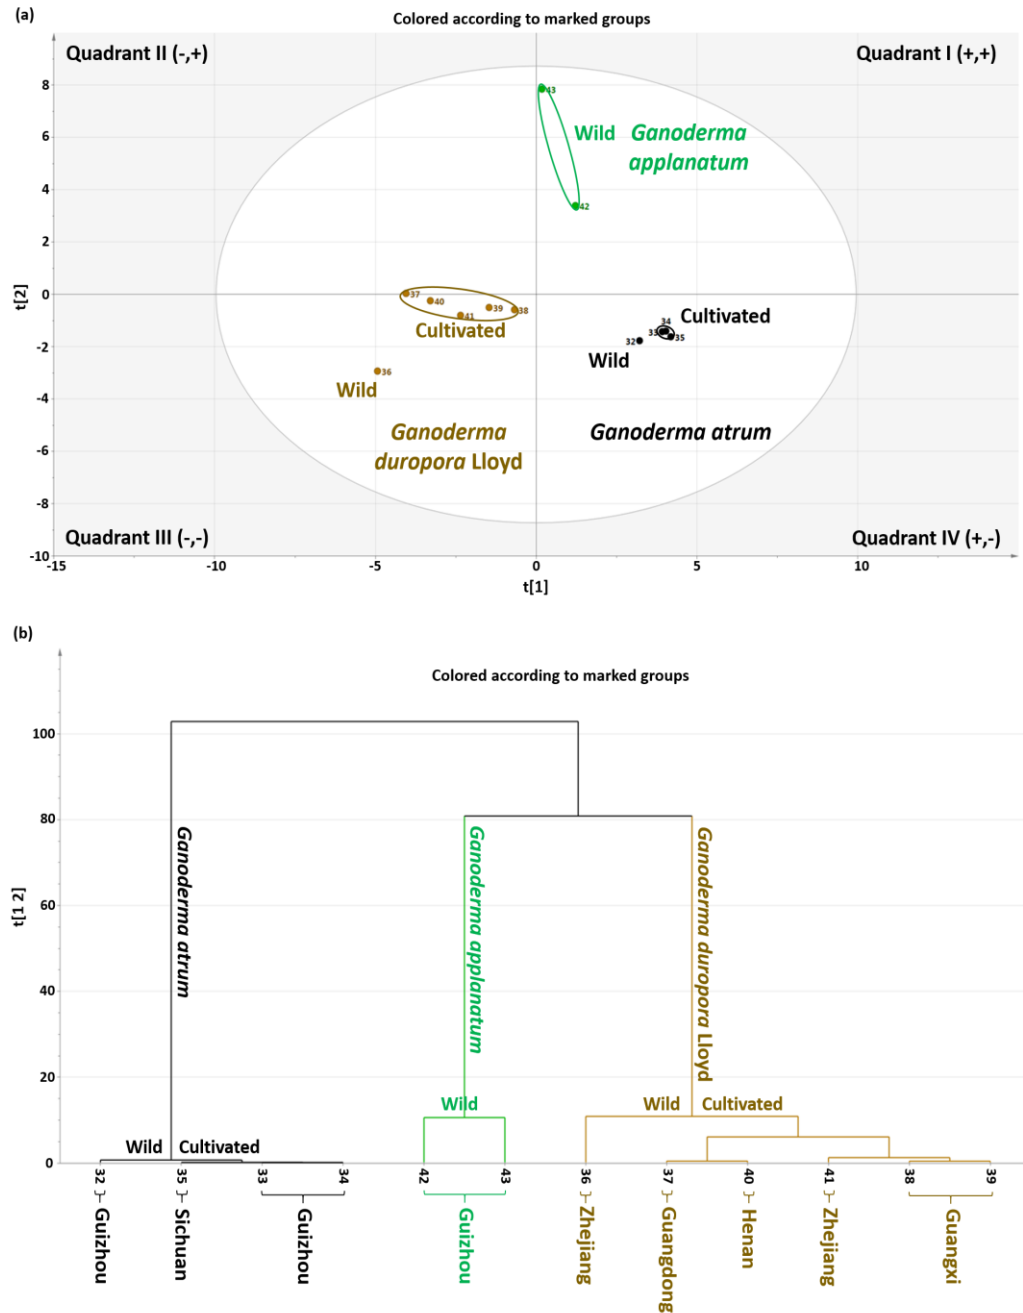 (a)
Colored according to marked groups
Quadrant II (-,+)
Quadrant I (+,+)
8
6
4
2
0
-2
-4
-6
-8
-10
t[2]
43
Wild
Ganoderma
applanatum
42
37
40
39
38
41
Cultivated
36
Wild
Ganoderma
duropora Lloyd
34
Cultivated
33
35
32
Wild
Ganoderma atrum
Quadrant III (-,-)
Quadrant IV (+,-)
-15
-10
-5
0
5
10
t[1]
(b)
Colored according to marked groups
100
80
60
40
20
0
t[1 2]
Ganoderma atrum
Ganoderma applanatum
Ganoderma duropora Lloyd
Wild
Cultivated
Wild
Wild
Cultivated
32
35
33
34
42
43
36
37
40
41
38
39
Guizhou
Sichuan
Guizhou
Guizhou
Zhejiang
Guangdong
Henan
Zhejiang
Guangxi